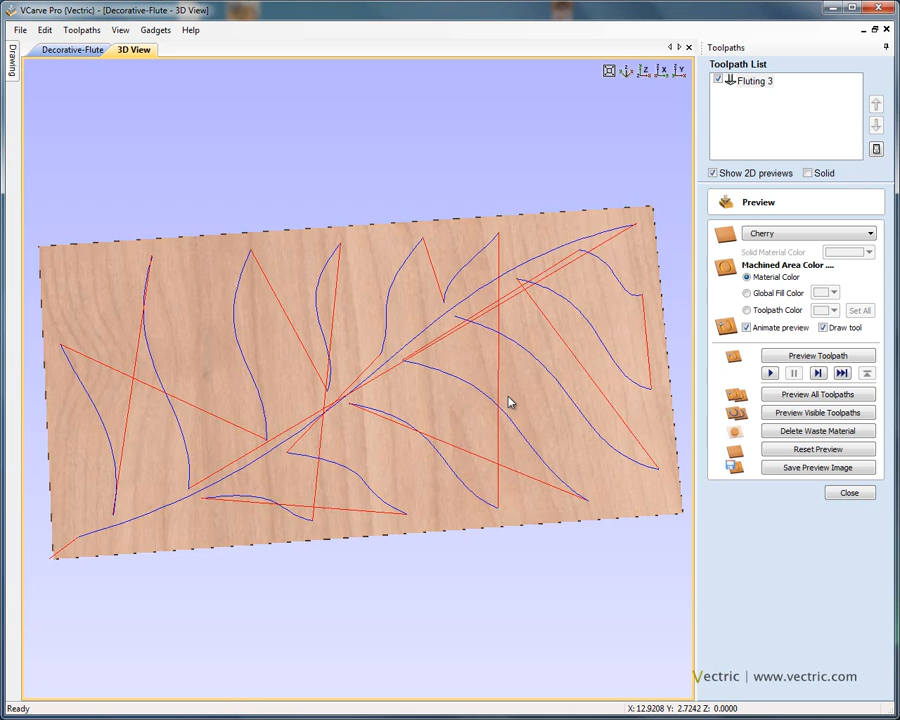 VCarve Pro {Vectric} - [Decorative-Flute - 3D View]
File Edit Toolpaths View Gadgets Help
Drawing
Decorative-Flute
3D View
Z X Y
Toolpaths
Toolpath List
Fluting 3
Show 2D previews
Solid
Preview
Cherry
Solid Material Color
Machined Area Color ....
Material Color
Global Fill Color
Toolpath Color
Set All
Animate preview
Draw tool
Preview Toolpath
Preview All Toolpaths
Preview Visible Toolpaths
Delete Waste Material
Reset Preview
Save Preview Image
Close
Vectric | www.vectric.com
Ready
X: 12.9208 Y: 2.7242 Z: 0.0000